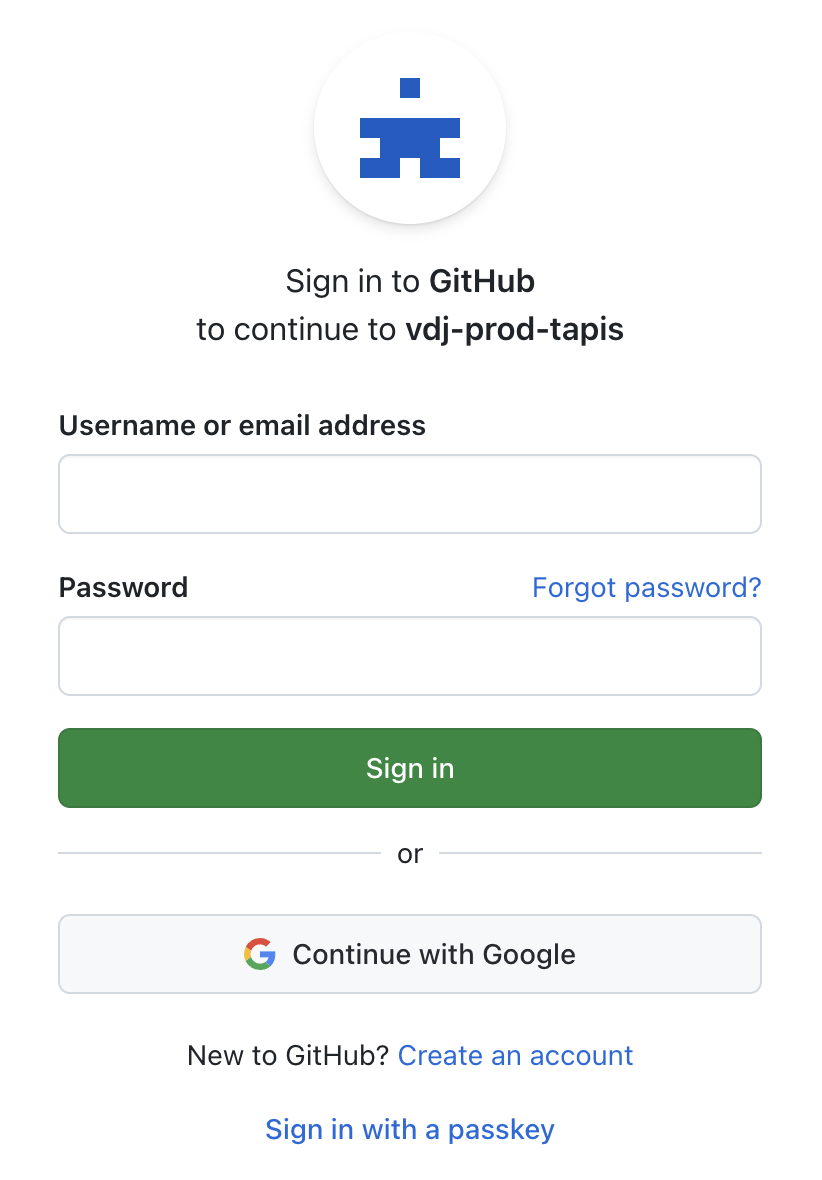 Sign in to GitHub
to continue to vdj-prod-tapis
Username or email address
Password Forgot password?
Sign in
or
Continue with Google
New to GitHub? Create an account
Sign in with a passkey